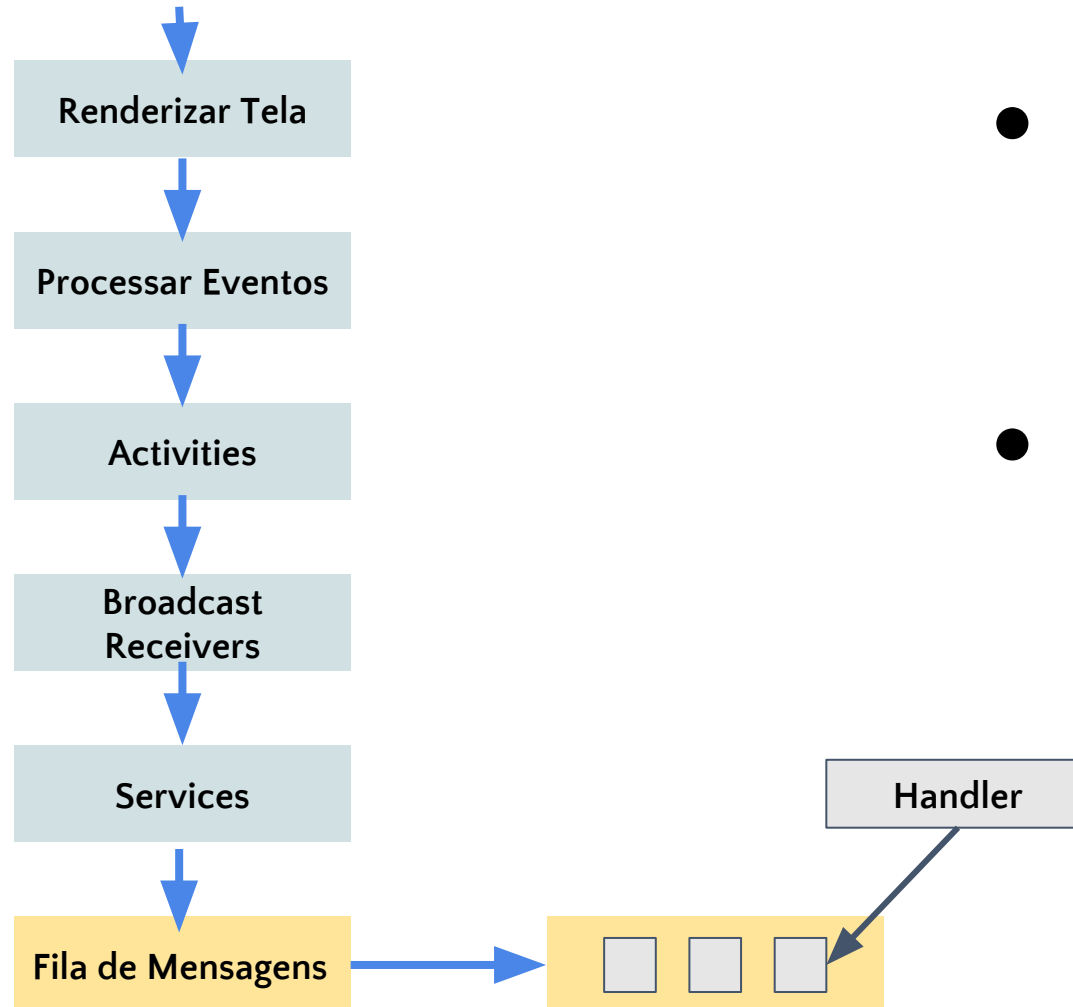 Renderizar Tela
Processar Eventos
Activities
Broadcast
Receivers
Services
Handler
Fila de Mensagens